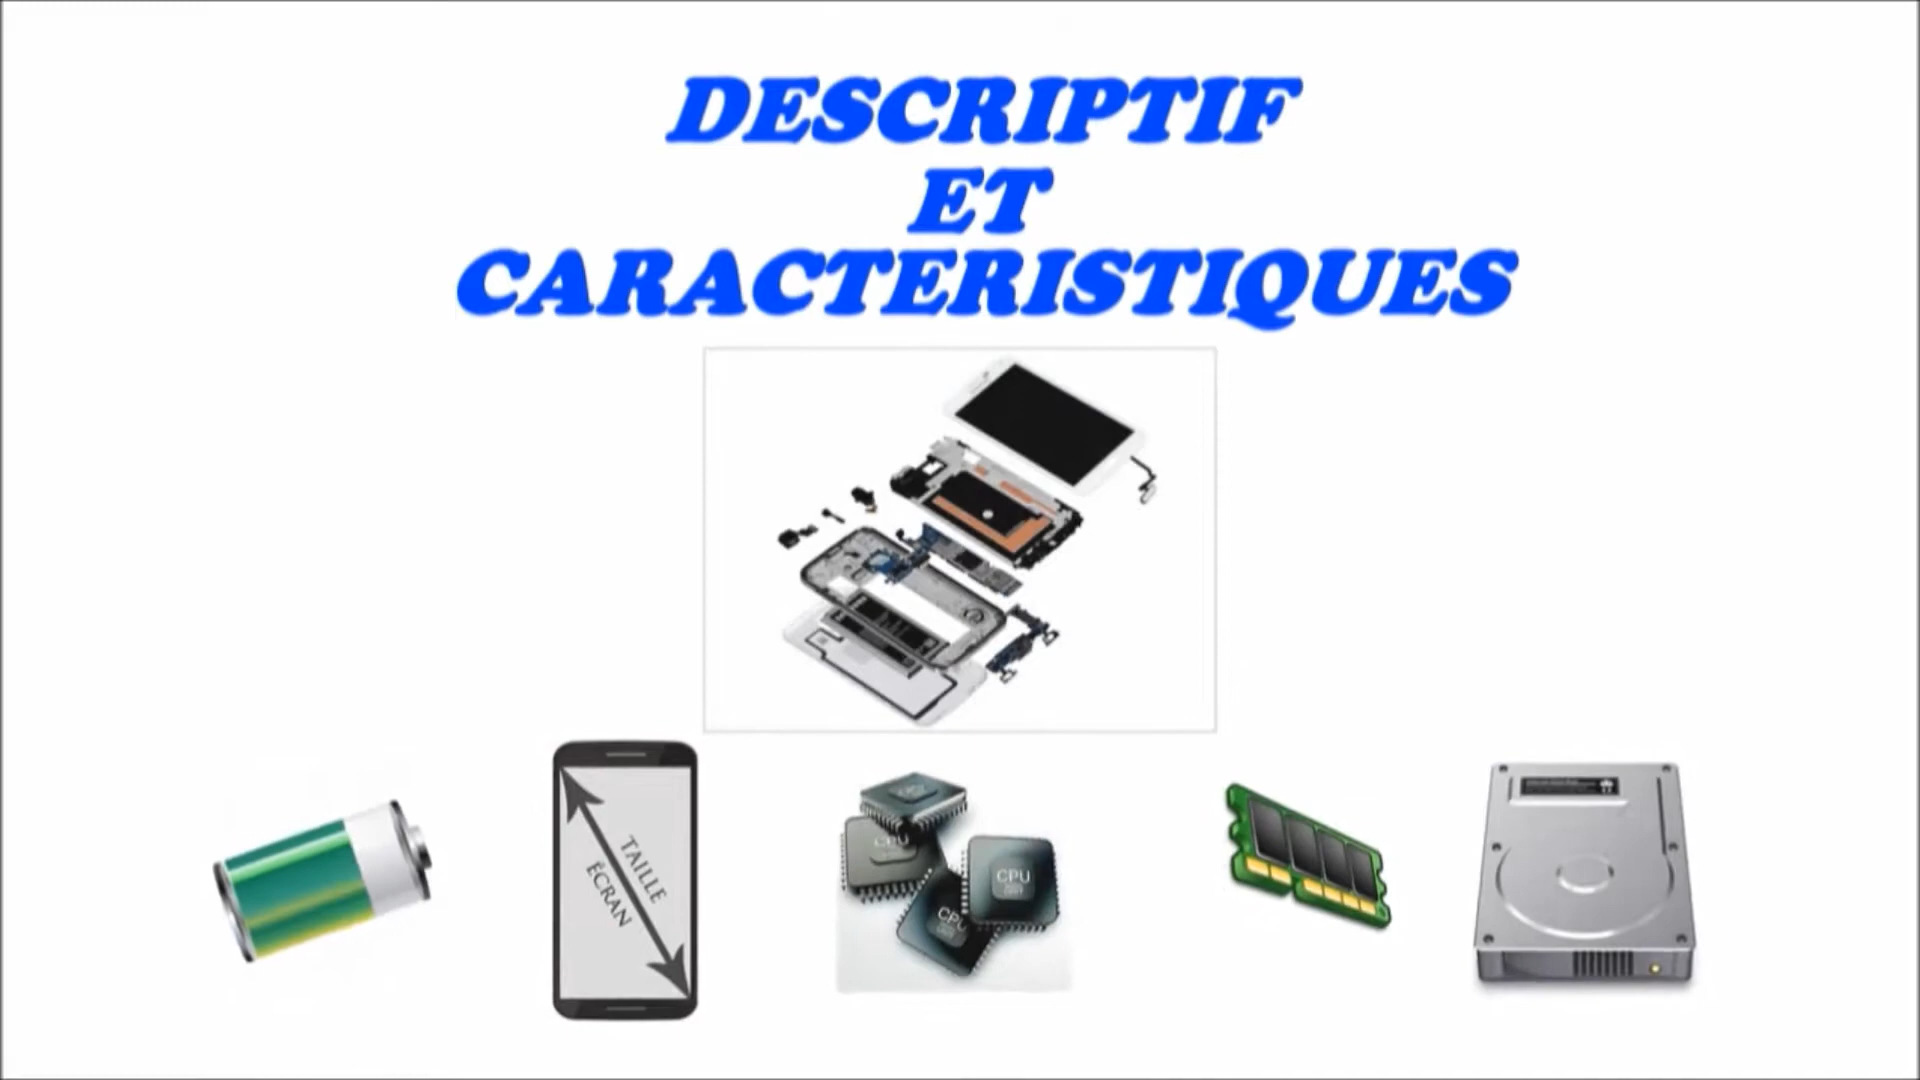 DESCRIPTIF
ET
CARACTERISTIQUES
TAILLE
ÉCRAN
CPU
CPU
CPU